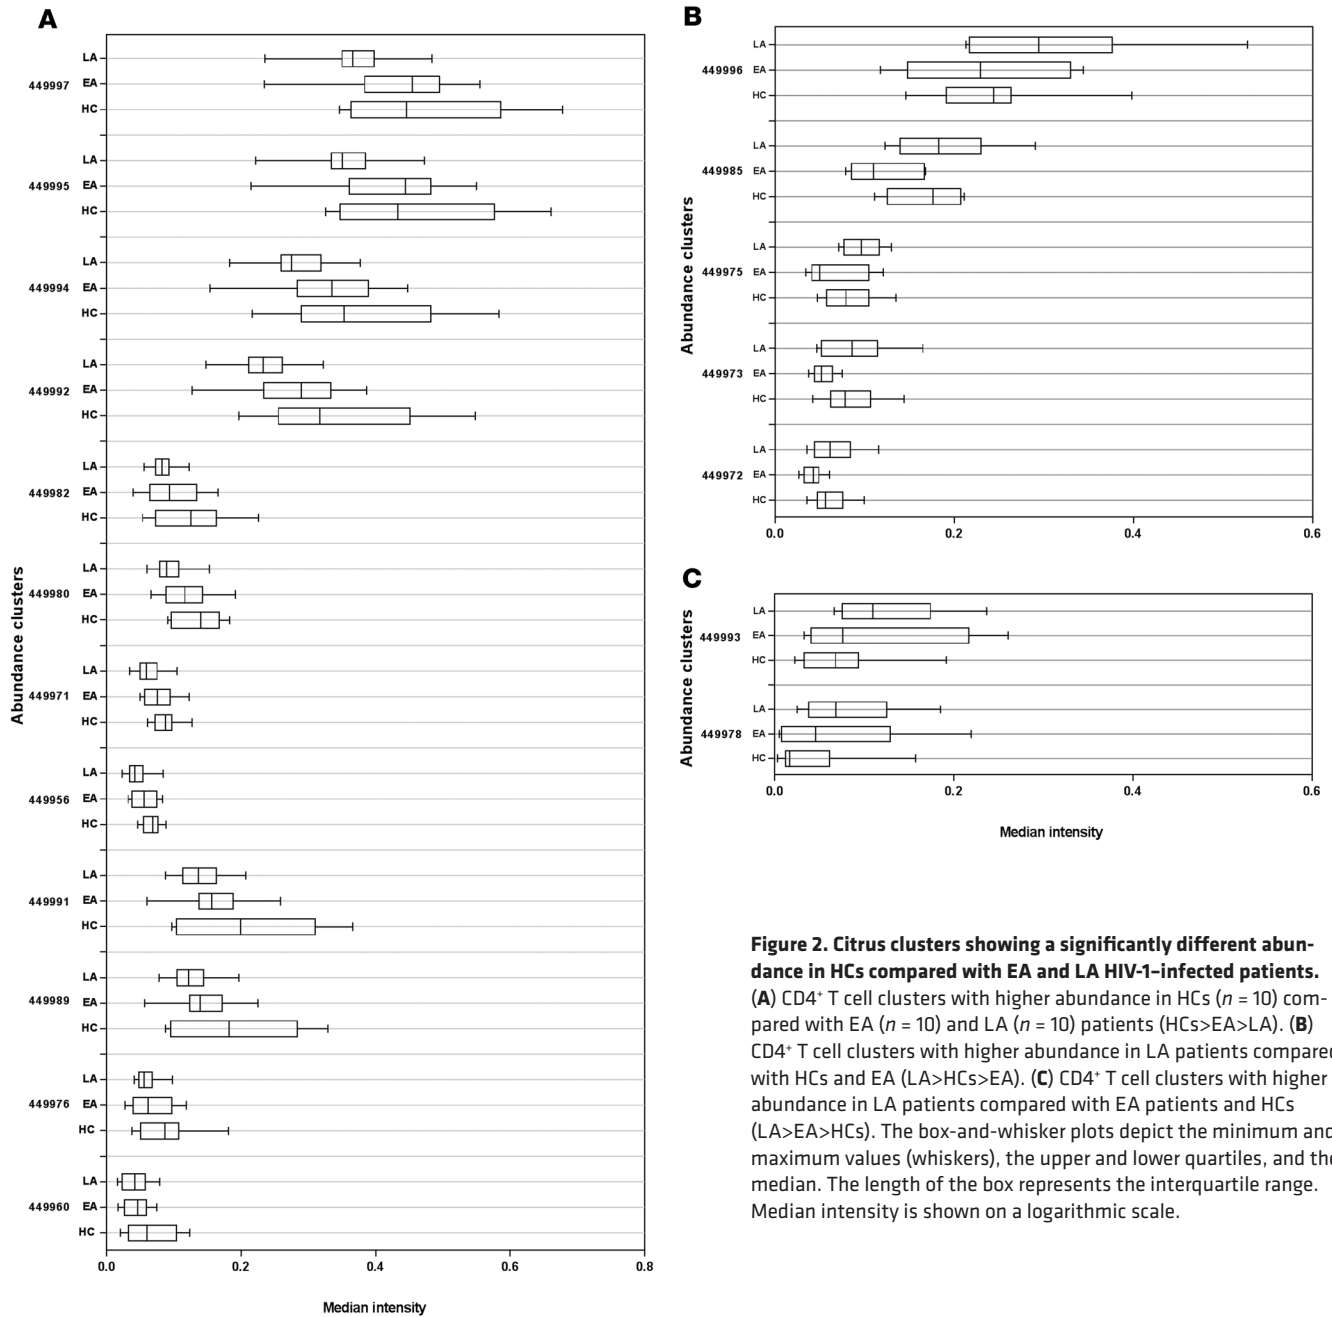 A
Abundance clusters
449997
LA
EA
HC
449995
LA
EA
HC
449994
LA
EA
HC
449992
LA
EA
HC
449982
LA
EA
HC
449980
LA
EA
HC
449971
LA
EA
HC
449956
LA
EA
HC
449991
LA
EA
HC
449989
LA
EA
HC
449976
LA
EA
HC
449960
LA
EA
HC
0.0 0.2 0.4 0.6 0.8
Median intensity
B
Abundance clusters
449996
LA
EA
HC
449985
LA
EA
HC
449975
LA
EA
HC
449973
LA
EA
HC
449972
LA
EA
HC
0.0 0.2 0.4 0.6
C
Abundance clusters
449993
LA
EA
HC
449978
LA
EA
HC
0.0 0.2 0.4 0.6
Median intensity
Figure 2. Citrus clusters showing a significantly different abun-
dance in HCs compared with EA and LA HIV-1–infected patients.
(A) CD4⁺ T cell clusters with higher abundance in HCs (n = 10) com-
pared with EA (n = 10) and LA (n = 10) patients (HCs>EA>LA). (B)
CD4⁺ T cell clusters with higher abundance in LA patients compared
with HCs and EA (LA>HCs>EA). (C) CD4⁺ T cell clusters with higher
abundance in LA patients compared with EA patients and HCs
(LA>EA>HCs). The box-and-whisker plots depict the minimum and
maximum values (whiskers), the upper and lower quartiles, and the
median. The length of the box represents the interquartile range.
Median intensity is shown on a logarithmic scale.